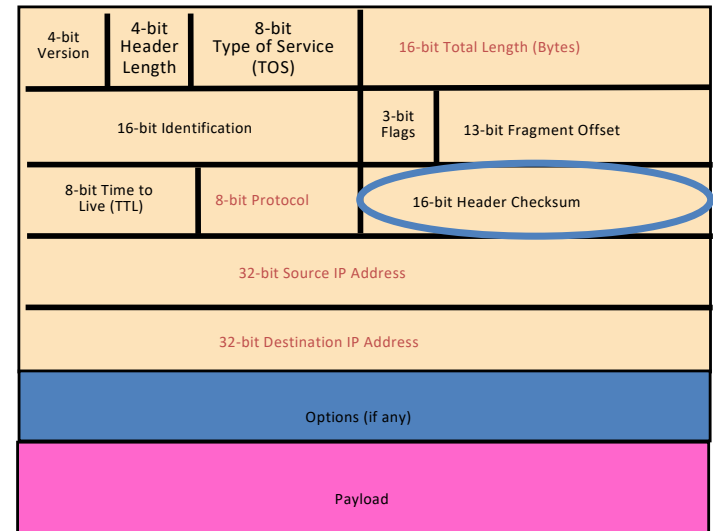 4-bit
Version
4-bit
Header
Length
8-bit
Type of Service
(TOS)
16-bit Total Length (Bytes)
16-bit Identification
3-bit
Flags
13-bit Fragment Offset
8-bit Time to
Live (TTL)
8-bit Protocol
16-bit Header Checksum
32-bit Source IP Address
32-bit Destination IP Address
Options (if any)
Payload